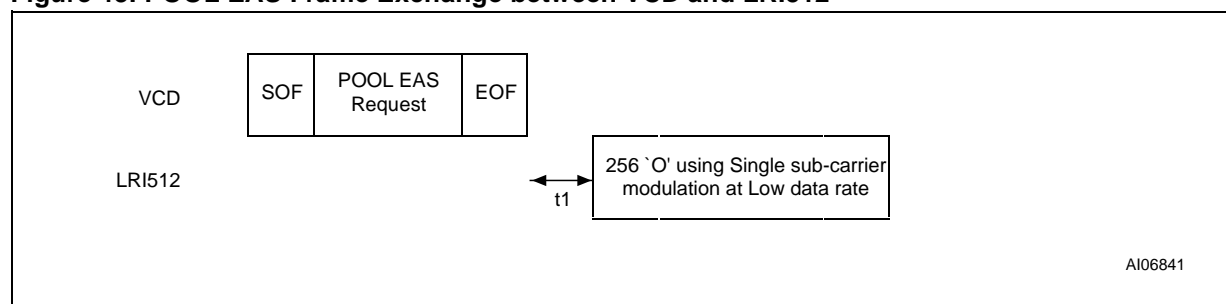 Figure POOL EAS Frame Exchange between VCD and LRI512
VCD
SOF
POOL EAS
Request
EOF
LRI512
t1
256 `O' using Single sub-carrier
modulation at Low data rate
AI06841